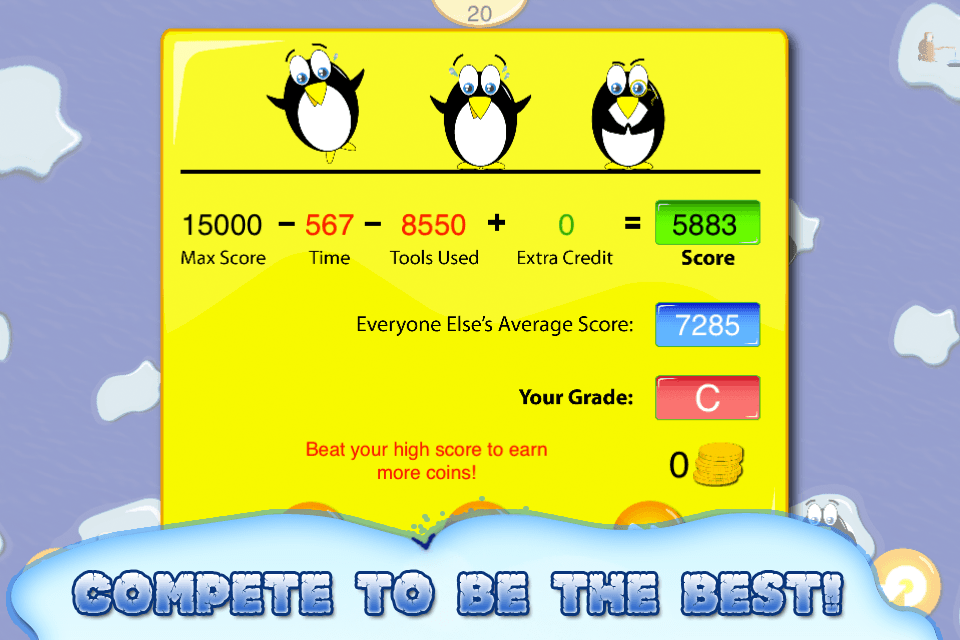 20
15000 – 567 – 8550 + 0 = 5883
Max Score Time Tools Used Extra Credit Score
Everyone Else's Average Score: 7285
Your Grade: C
Beat your high score to earn
more coins!
0
?
COMPETE TO BE THE BEST!